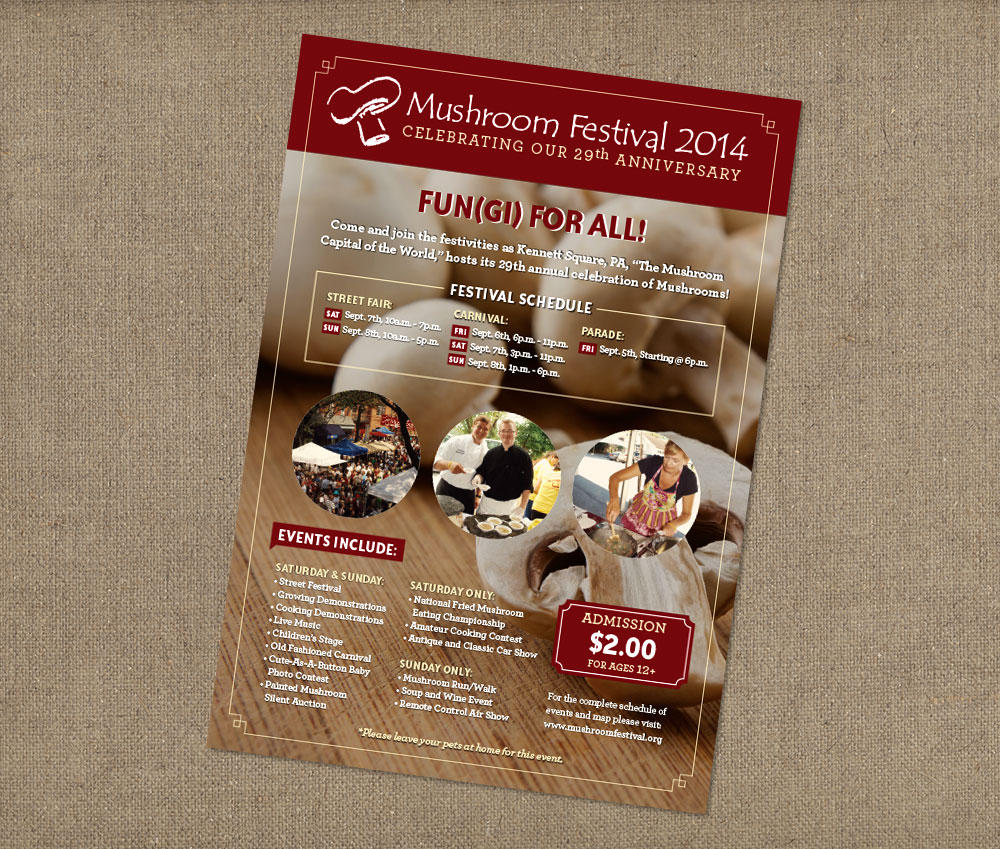 Mushroom Festival 2014
CELEBRATING OUR 29th ANNIVERSARY
FUN(GI) FOR ALL!
Come and join the festivities as Kennett Square, PA, “The Mushroom
Capital of the World,” hosts its 29th annual celebration of Mushrooms!
FESTIVAL SCHEDULE
STREET FAIR:
SAT Sept. 7th, 10a.m. - 7p.m.
SUN Sept. 8th, 10a.m. - 5p.m.
CARNIVAL:
FRI Sept. 6th, 6p.m. - 11p.m.
SAT Sept. 7th, 3p.m. - 11p.m.
SUN Sept. 8th, 1p.m. - 6p.m.
PARADE:
FRI Sept. 5th, Starting @ 6p.m.
EVENTS INCLUDE:
SATURDAY & SUNDAY:
• Street Festival
• Growing Demonstrations
• Cooking Demonstrations
• Live Music
• Children's Stage
• Old Fashioned Carnival
• Cute-As-A-Button Baby
Photo Contest
• Painted Mushroom
Silent Auction
SATURDAY ONLY:
• National Fried Mushroom
Eating Championship
• Amateur Cooking Contest
• Antique and Classic Car Show
SUNDAY ONLY:
• Mushroom Run/Walk
• Soup and Wine Event
• Remote Control Air Show
ADMISSION
$2.00
FOR AGES 12+
For the complete schedule of
events and map please visit:
www.mushroomfestival.org
*Please leave your pets at home for this event.